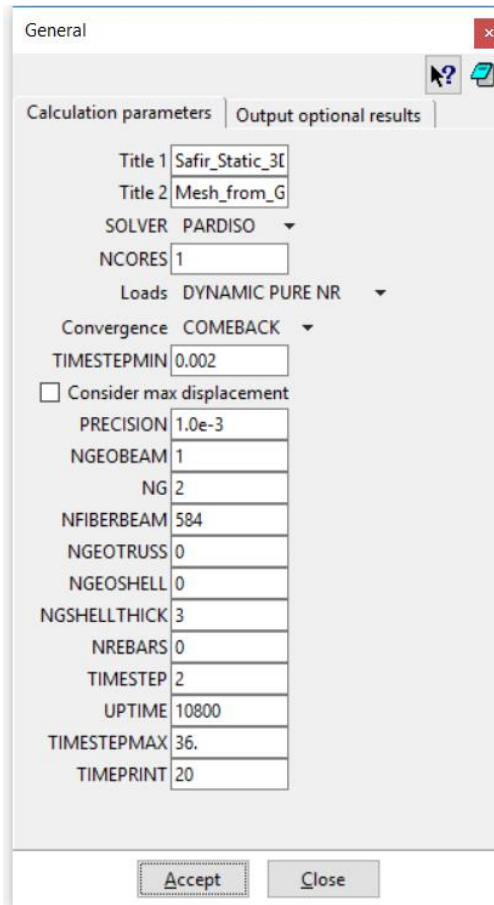 General
Calculation parameters Output optional results
Title 1 Safir_Static_3D
Title 2 Mesh_from_G
SOLVER PARDISO
NCORES 1
Loads DYNAMIC PURE NR
Convergence COMEBACK
TIMESTEPMIN 0.002
Consider max displacement
PRECISION 1.0e-3
NGEOBEAM 1
NG 2
NFIBERBEAM 584
NGEOTRUSS 0
NGEOSHELL 0
NGSHELLTHICK 3
NREBARS 0
TIMESTEP 2
UPTIME 10800
TIMESTEPMAX 36.
TIMEPRINT 20
Accept Close